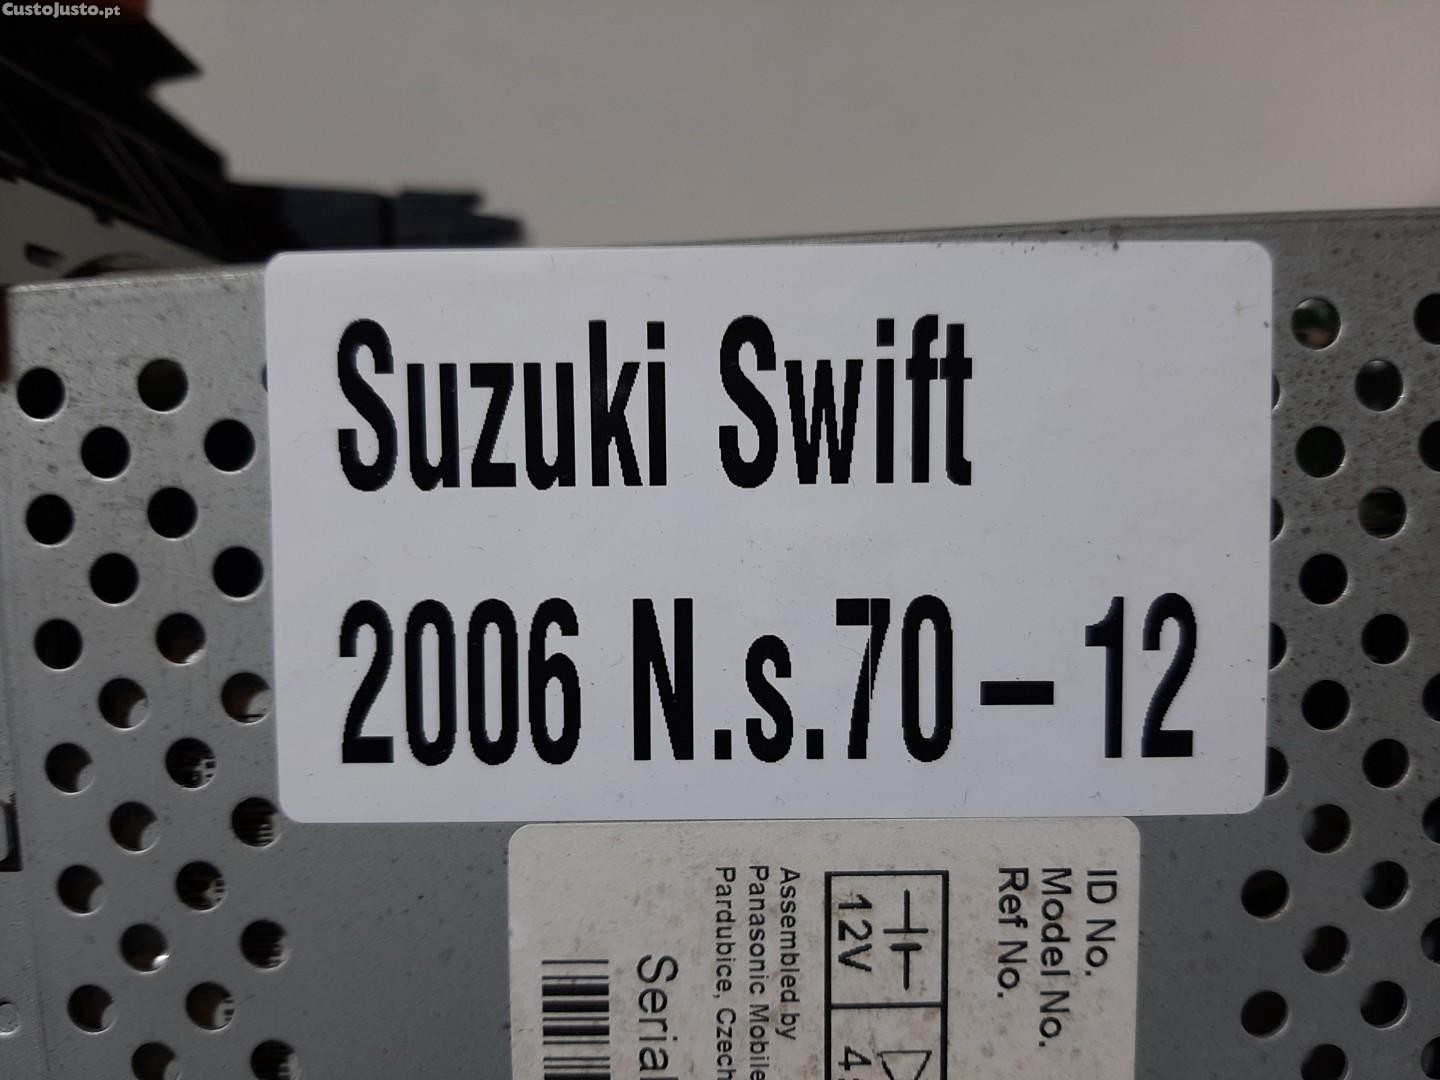 CustoJusto.pt
Suzuki Swift
2006 N.s.70-12
ID No.
Model No.
Ref No.
12V
Assembled by
Panasonic Mobile
Pardubice, Czech
Serial